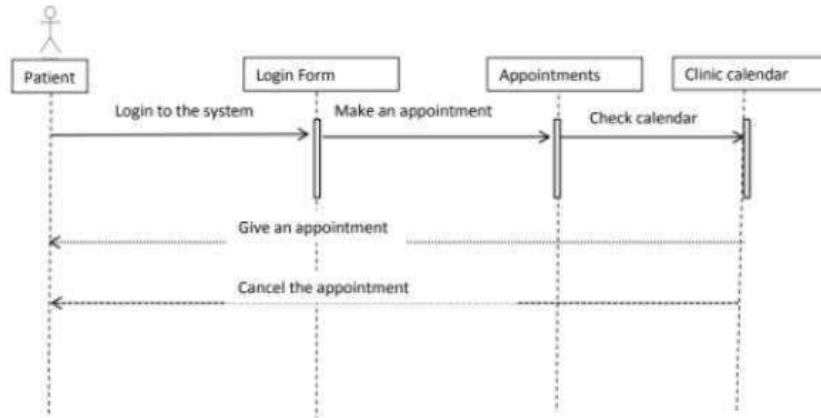 Patient
Login Form
Appointments
Clinic calendar
Login to the system
Make an appointment
Check calendar
Give an appointment
Cancel the appointment